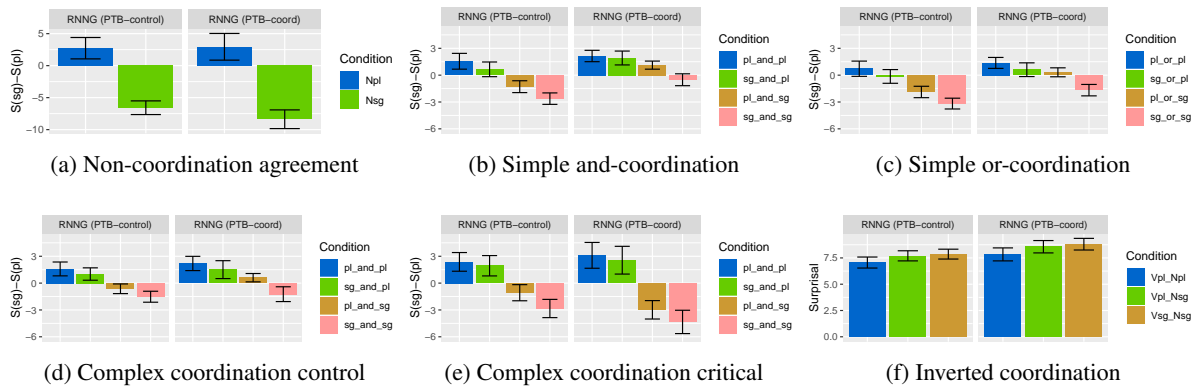 RNNG (PTB−control) RNNG (PTB−coord)
S(sg)−S(pl)
5
0
−5
−10
Condition
Npl
Nsg
(a) Non-coordination agreement
RNNG (PTB−control) RNNG (PTB−coord)
S(sg)−S(pl)
3
0
−3
−6
Condition
pl_and_pl
sg_and_pl
pl_and_sg
sg_and_sg
(b) Simple and-coordination
RNNG (PTB−control) RNNG (PTB−coord)
S(sg)−S(pl)
3
0
−3
−6
Condition
pl_or_pl
sg_or_pl
pl_or_sg
sg_or_sg
(c) Simple or-coordination
RNNG (PTB−control) RNNG (PTB−coord)
S(sg)−S(pl)
3
0
−3
−6
Condition
pl_and_pl
sg_and_pl
pl_and_sg
sg_and_sg
(d) Complex coordination control
RNNG (PTB−control) RNNG (PTB−coord)
S(sg)−S(pl)
3
0
−3
−6
Condition
pl_and_pl
sg_and_pl
pl_and_sg
sg_and_sg
(e) Complex coordination critical
RNNG (PTB−control) RNNG (PTB−coord)
Surprisal
7.5
5.0
2.5
0.0
Condition
Vpl_Npl
Vpl_Nsg
Vsg_Nsg
(f) Inverted coordination